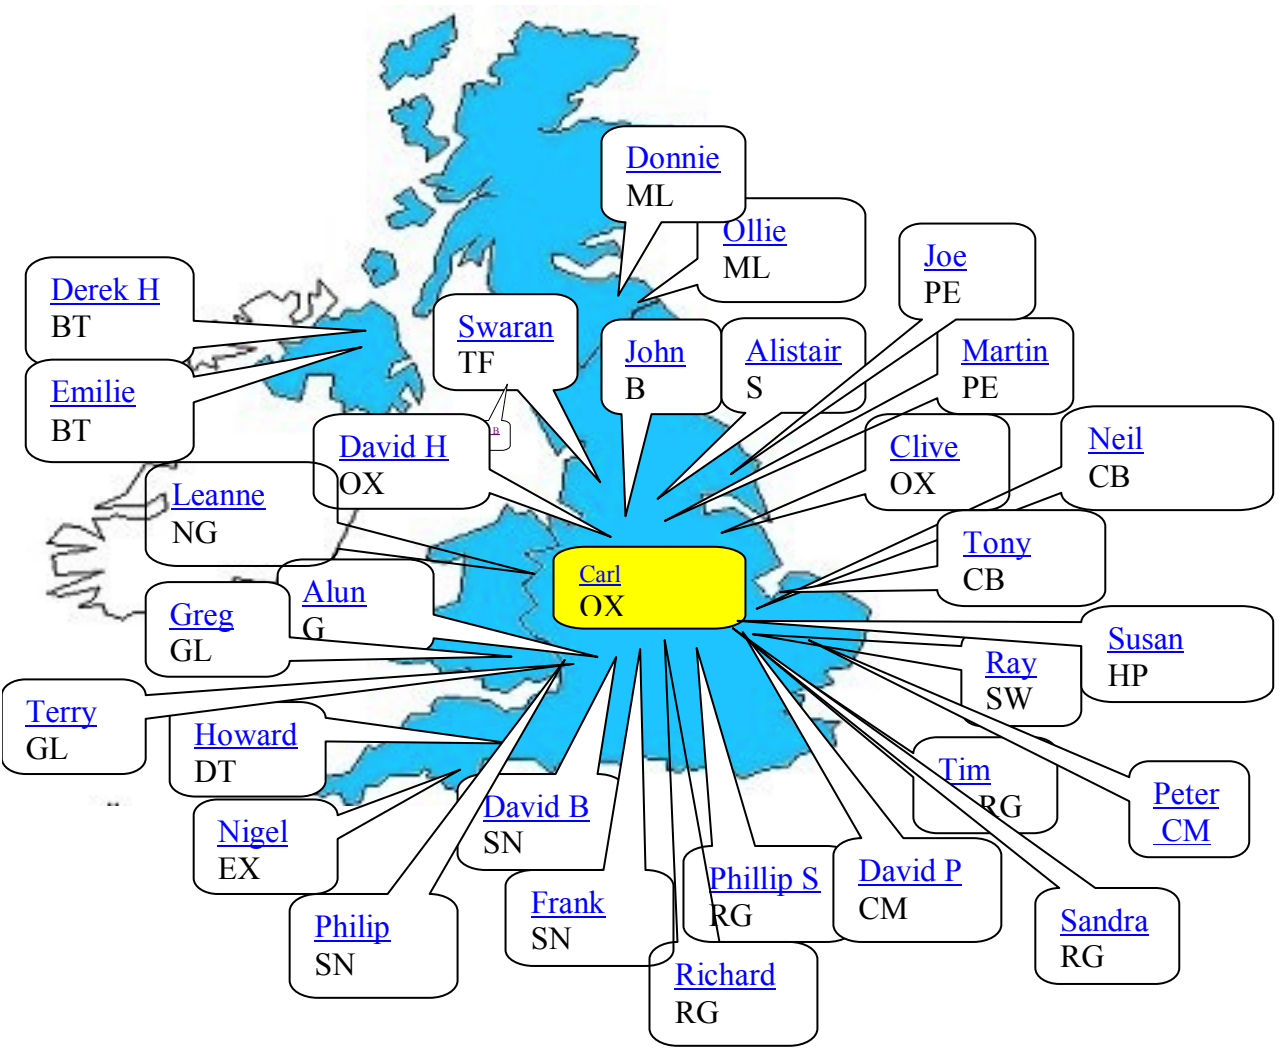 Donnie
ML
Ollie
ML
Joe
PE
Derek H
BT
Swaran
TF
John
B
Alistair
S
Martin
PE
Emilie
BT
B
David H
OX
Clive
OX
Neil
CB
Leanne
NG
Tony
CB
Carl
OX
Alun
G
Greg
GL
Susan
HP
Ray
SW
Terry
GL
Howard
DT
Tim
RG
Peter
CM
David B
SN
Nigel
EX
Phillip S
RG
David P
CM
Frank
SN
Philip
SN
Sandra
RG
Richard
RG